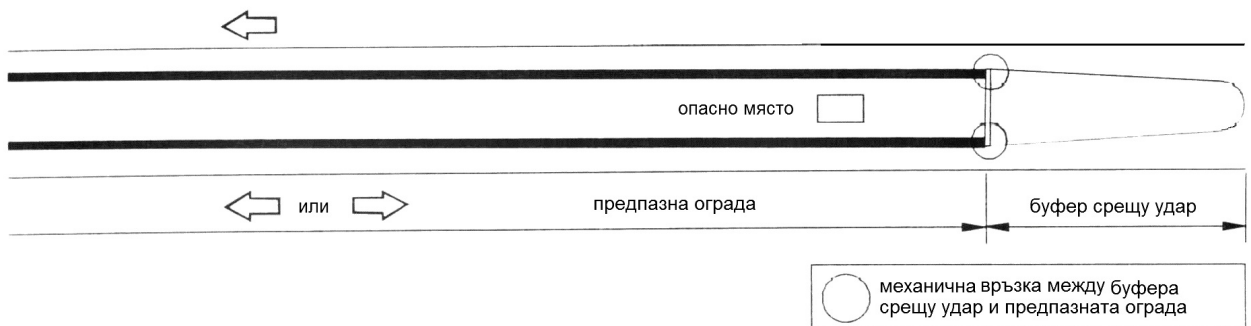 опасно място
или
предпазна ограда
буфер срещу удар
механична връзка между буфера
срещу удар и предпазната ограда